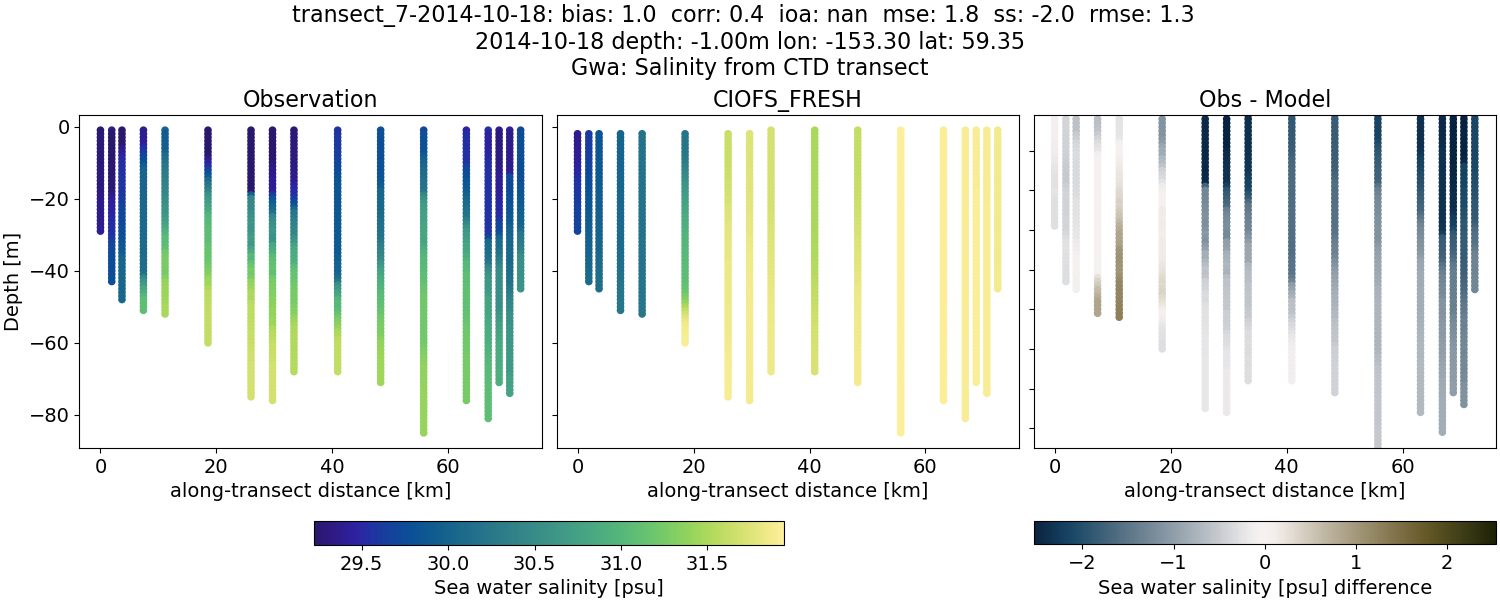 transect_7-2014-10-18: bias: 1.0  corr: 0.4  ioa: nan  mse: 1.8  ss: -2.0  rmse: 1.3
2014-10-18 depth: -1.00m lon: -153.30 lat: 59.35
Gwa: Salinity from CTD transect
Observation
CIOFS_FRESH
Obs - Model
Depth [m]
0
−20
−40
−60
−80
0 20 40 60
0 20 40 60
0 20 40 60
along-transect distance [km]
along-transect distance [km]
along-transect distance [km]
29.5 30.0 30.5 31.0 31.5
Sea water salinity [psu]
−2 −1 0 1 2
Sea water salinity [psu] difference